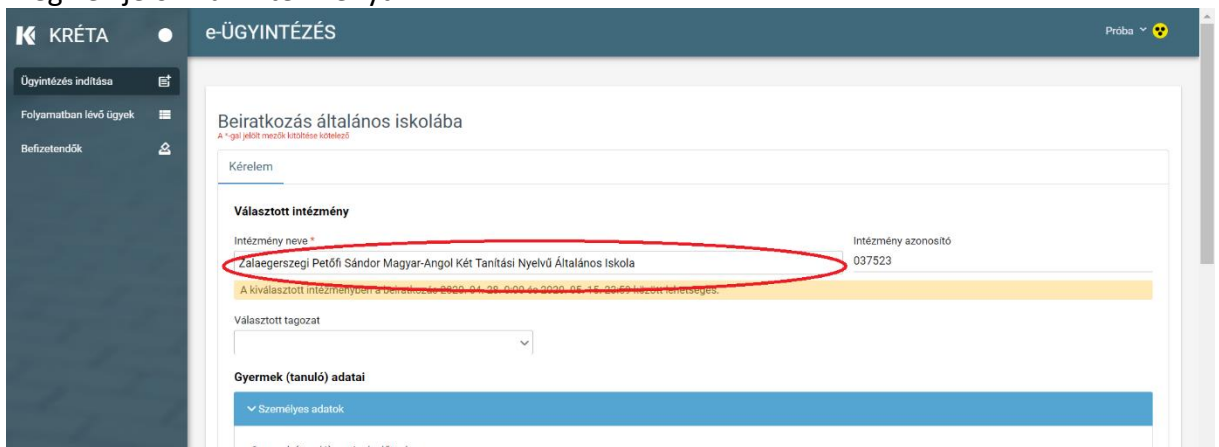 KRÉTA
e-ÜGYINTÉZÉS
Próba
Ügyintézés indítása
Folyamatban lévő ügyek
Befizetendők
Beiratkozás általános iskolába
A *-gal jelölt mezők kitöltése kötelező
Kérelem
Választott intézmény
Intézmény neve *
Intézmény azonosító
Zalaegerszegi Petőfi Sándor Magyar-Angol Két Tanítási Nyelvű Általános Iskola
037523
A kiválasztott intézményben a beiratkozás 2020. 04. 28. 0:00 és 2020. 05. 15. 23:59 között lehetséges.
Választott tagozat
Gyermek (tanuló) adatai
Személyes adatok